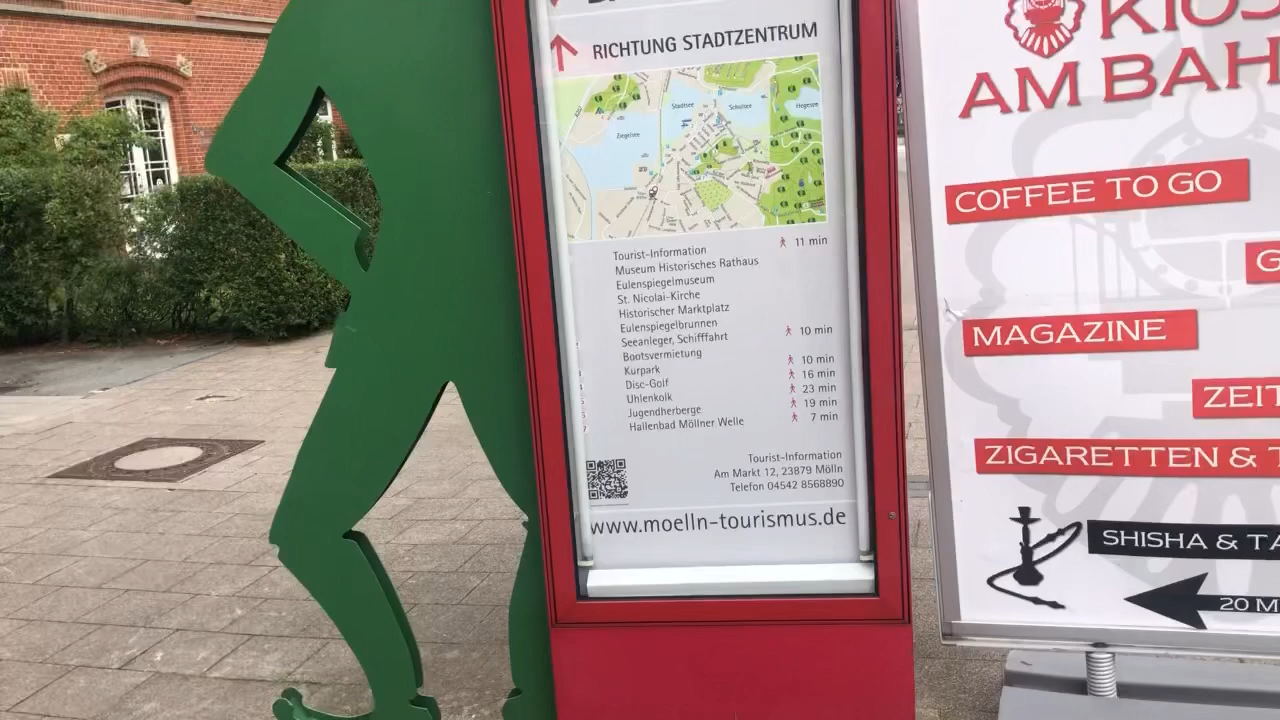 RICHTUNG STADTZENTRUM
Stadtsee
Schulsee
Hegesee
Ziegelsee
Tourist-Information 11 min
Museum Historisches Rathaus
Eulenspiegelmuseum
St. Nicolai-Kirche
Historischer Marktplatz
Eulenspiegelbrunnen
Seeanleger, Schifffahrt 10 min
Bootsvermietung
Kurpark 10 min
Disc-Golf 16 min
Uhlenkolk 23 min
Jugendherberge 19 min
Hallenbad Möllner Welle 7 min
Tourist-Information
Am Markt 12, 23879 Mölln
Telefon 04542 8568890
www.moelln-tourismus.de
KIOS
AM BAH
COFFEE TO GO
G
MAGAZINE
ZEIT
ZIGARETTEN & T
SHISHA & TA
20 M